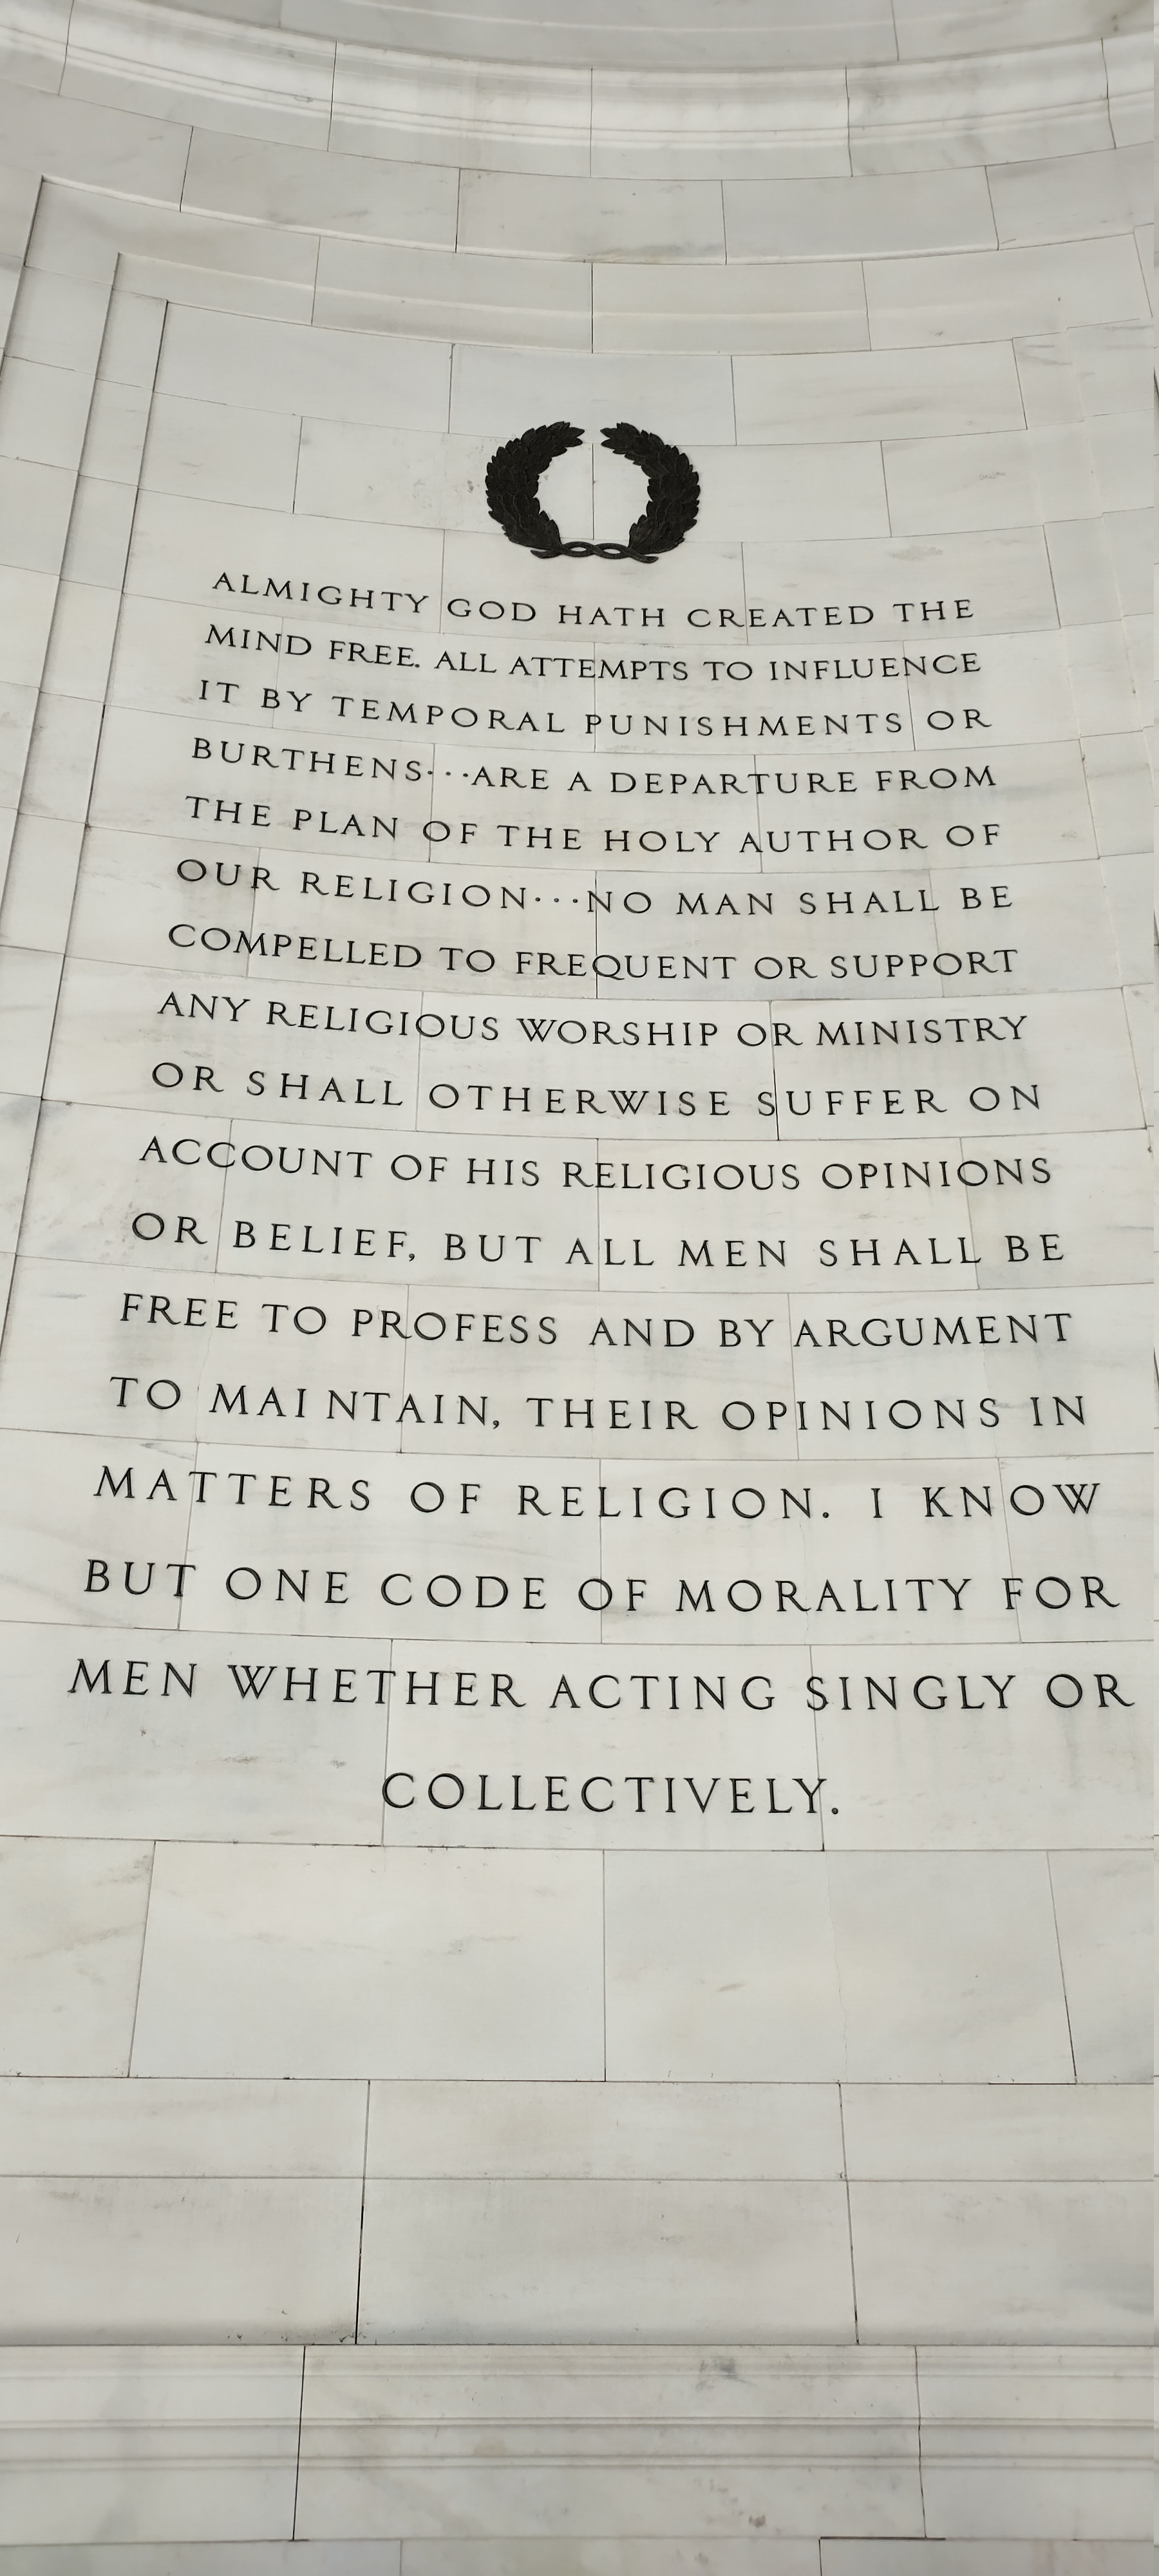 ALMIGHTY GOD HATH CREATED THE
MIND FREE. ALL ATTEMPTS TO INFLUENCE
IT BY TEMPORAL PUNISHMENTS OR
BURTHENS···ARE A DEPARTURE FROM
THE PLAN OF THE HOLY AUTHOR OF
OUR RELIGION···NO MAN SHALL BE
COMPELLED TO FREQUENT OR SUPPORT
ANY RELIGIOUS WORSHIP OR MINISTRY
OR SHALL OTHERWISE SUFFER ON
ACCOUNT OF HIS RELIGIOUS OPINIONS
OR BELIEF, BUT ALL MEN SHALL BE
FREE TO PROFESS AND BY ARGUMENT
TO MAINTAIN, THEIR OPINIONS IN
MATTERS OF RELIGION. I KNOW
BUT ONE CODE OF MORALITY FOR
MEN WHETHER ACTING SINGLY OR
COLLECTIVELY.